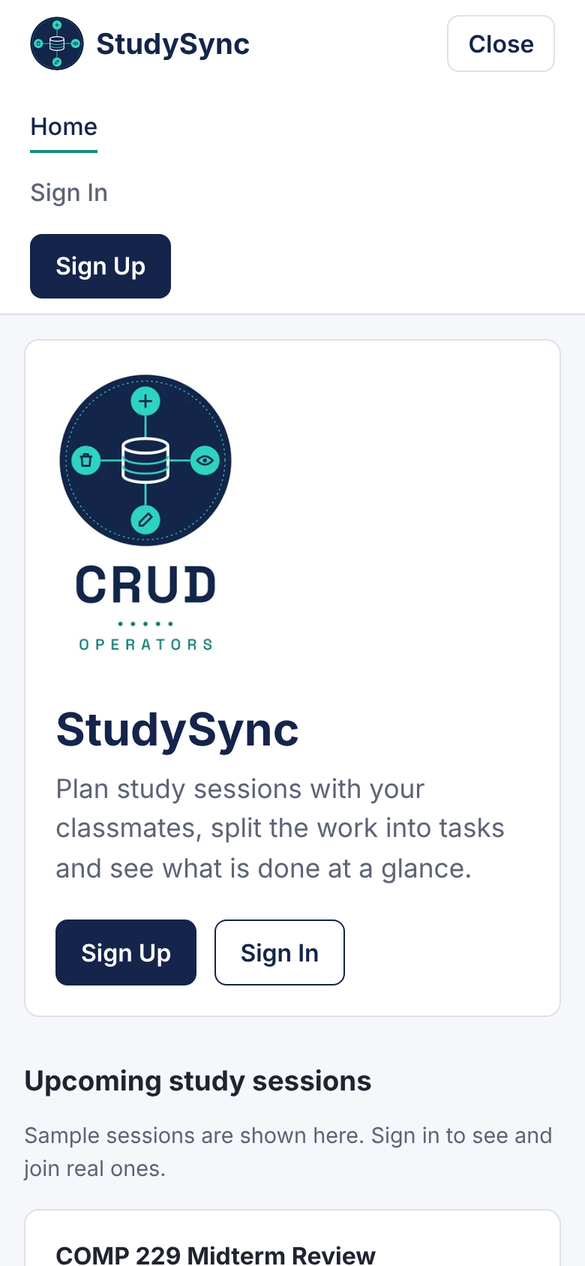 StudySync
Close
Home
Sign In
Sign Up
CRUD
OPERATORS
StudySync
Plan study sessions with your
classmates, split the work into tasks
and see what is done at a glance.
Sign Up
Sign In
Upcoming study sessions
Sample sessions are shown here. Sign in to see and
join real ones.
COMP 229 Midterm Review